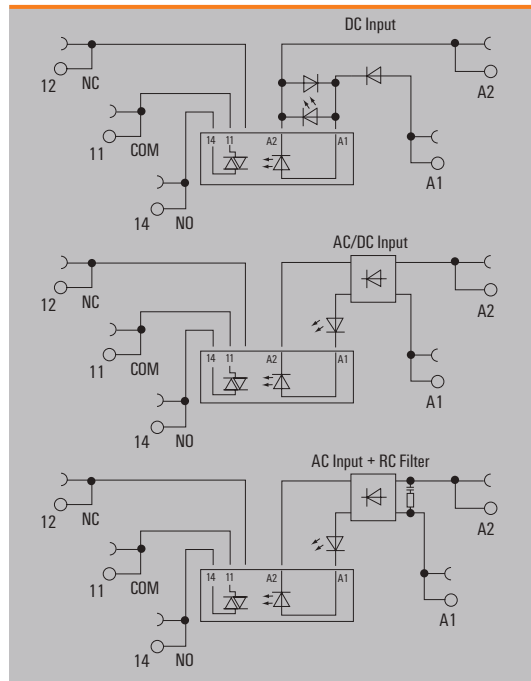 DC Input
12 NC
A2
11 COM
14 11 A2 A1
A1
14 NO
AC/DC Input
12 NC
A2
11 COM
14 11 A2 A1
A1
14 NO
AC Input + RC Filter
12 NC
A2
11 COM
14 11 A2 A1
A1
14 NO